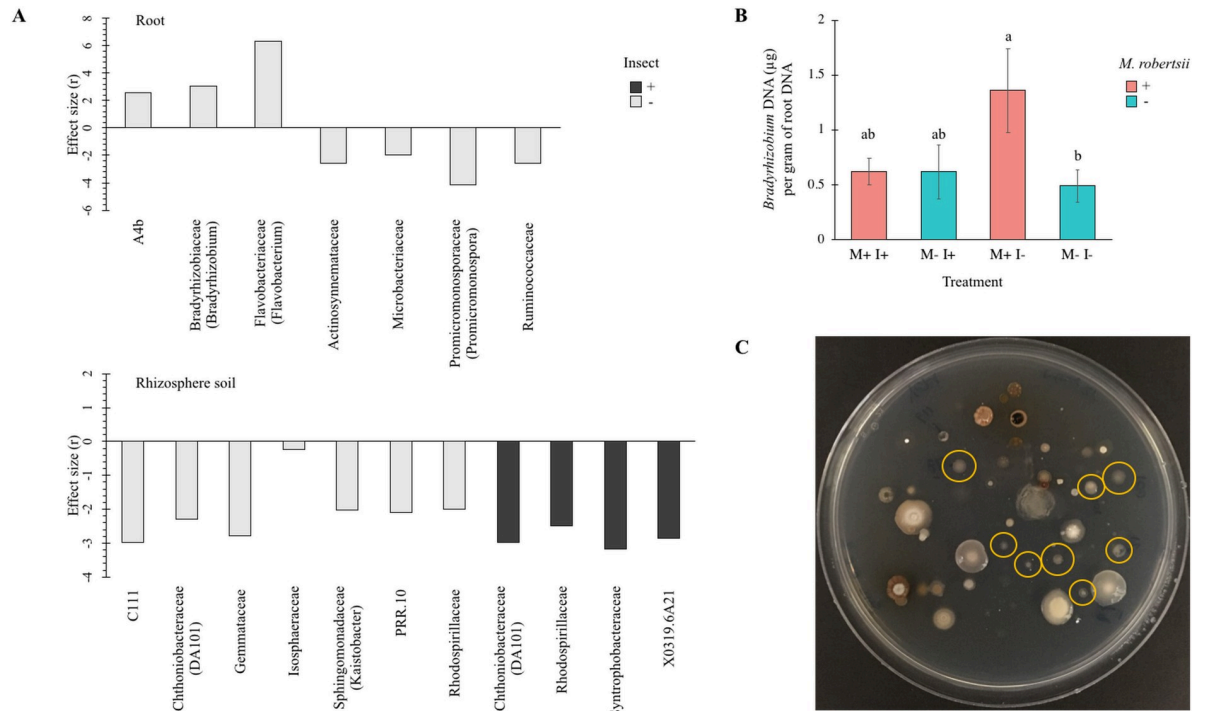 A
Root
Effect size (r)
8
6
4
2
0
-2
-4
-6
A4b
Bradyrhizobiaceae
(Bradyrhizobium)
Flavobacteriaceae
(Flavobacterium)
Actinosynnemataceae
Microbacteriaceae
Promicromonosporaceae
(Promicromonospora)
Ruminococcaceae
Insect
+
-
Rhizosphere soil
Effect size (r)
2
1
0
-1
-2
-3
-4
C111
Chthoniobacteraceae
(DA101)
Gemmataceae
Isosphaeraceae
Sphingomonadaceae
(Kaistobacter)
PRR.10
Rhodospirillaceae
Chthoniobacteraceae
(DA101)
Rhodospirillaceae
yntrophobacteraceae
X0319.6A21
B
Bradyrhizobium DNA (µg)
per gram of root DNA
2
1.5
1
0.5
0
ab
ab
a
b
M+ I+
M- I+
M+ I-
M- I-
Treatment
M. robertsii
+
-
C